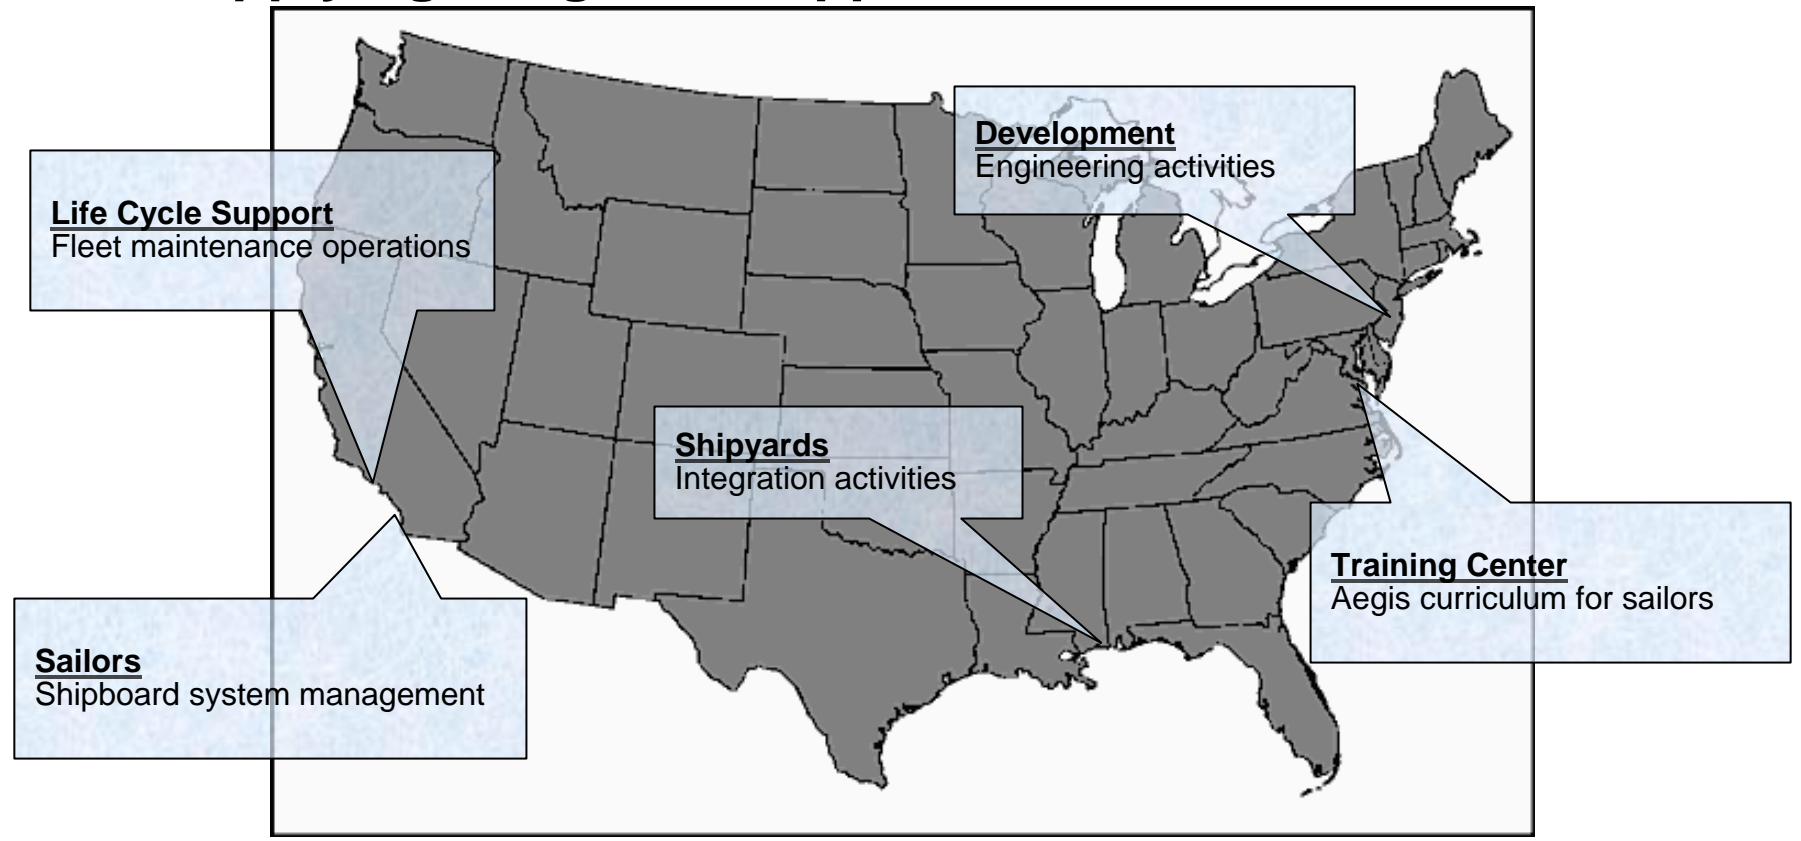 Development
Engineering activities
Life Cycle Support
Fleet maintenance operations
Shipyards
Integration activities
Training Center
Aegis curriculum for sailors
Sailors
Shipboard system management